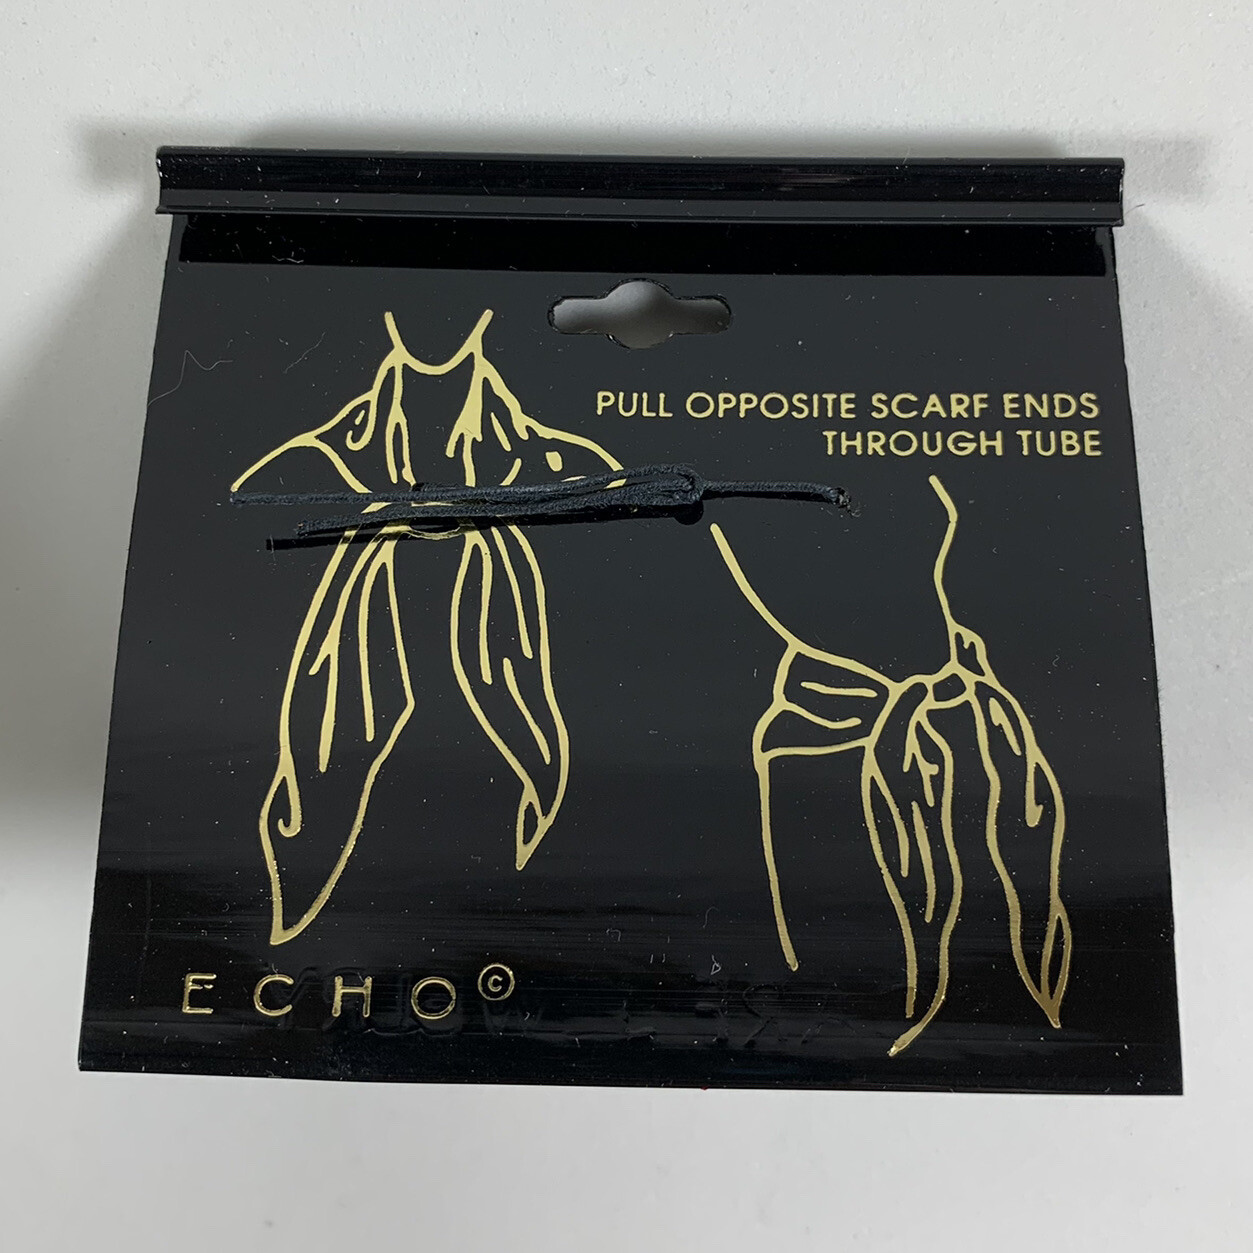 PULL OPPOSITE SCARF ENDS
THROUGH TUBE
ECHO©